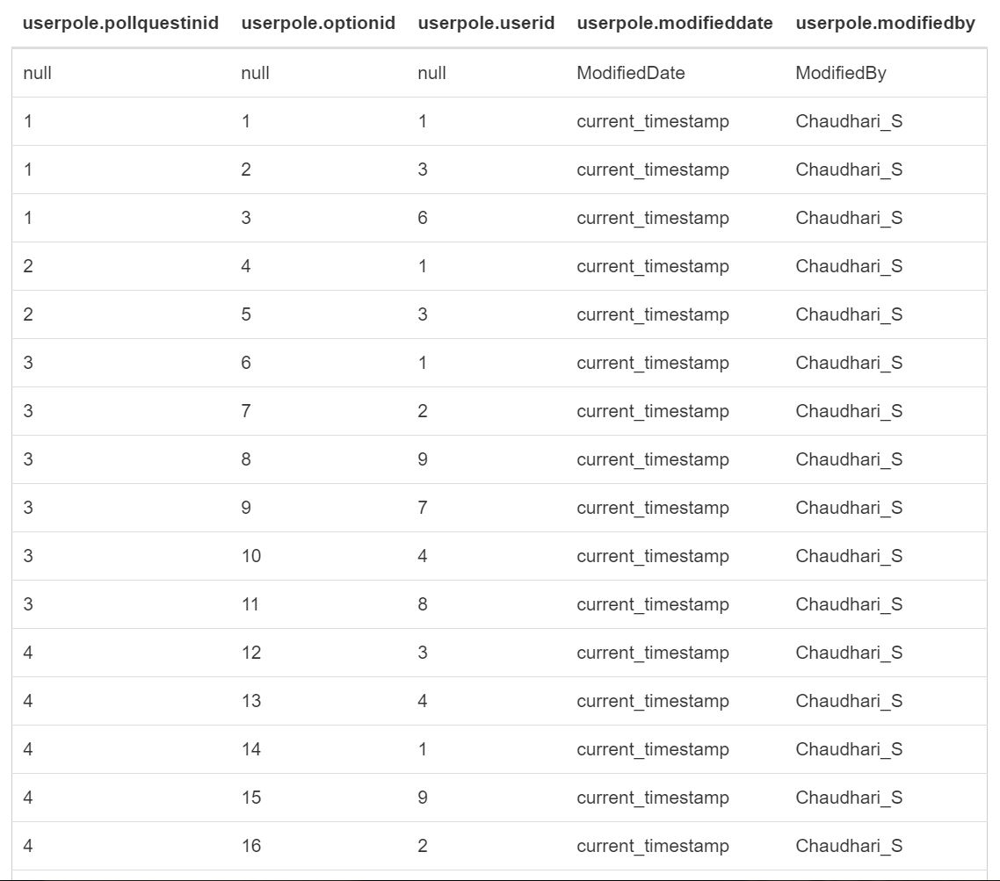 userpole.pollquestinid userpole.optionid userpole.userid userpole.modifieddate userpole.modifiedby
null null null ModifiedDate ModifiedBy
1 1 1 current_timestamp Chaudhari_S
1 2 3 current_timestamp Chaudhari_S
1 3 6 current_timestamp Chaudhari_S
2 4 1 current_timestamp Chaudhari_S
2 5 3 current_timestamp Chaudhari_S
3 6 1 current_timestamp Chaudhari_S
3 7 2 current_timestamp Chaudhari_S
3 8 9 current_timestamp Chaudhari_S
3 9 7 current_timestamp Chaudhari_S
3 10 4 current_timestamp Chaudhari_S
3 11 8 current_timestamp Chaudhari_S
4 12 3 current_timestamp Chaudhari_S
4 13 4 current_timestamp Chaudhari_S
4 14 1 current_timestamp Chaudhari_S
4 15 9 current_timestamp Chaudhari_S
4 16 2 current_timestamp Chaudhari_S